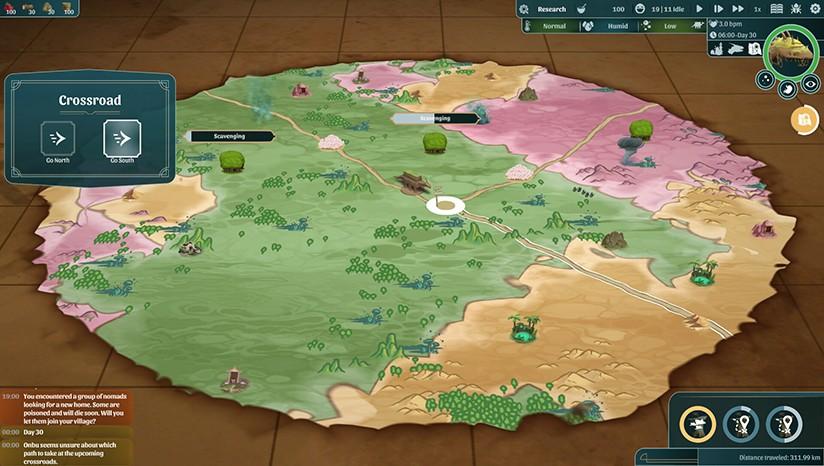 100 30 30 100
Research 100 19 | 11 Idle 1x
Normal Humid Low
3.0 bpm
06:00-Day 30
Crossroad
Go North Go South
Scavenging
Scavenging
19:00 You encountered a group of nomads
looking for a new home. Some are
poisoned and will die soon. Will you
let them join your village?
00:00 Day 30
00:00 Onbu seems unsure about which
path to take at the upcoming
crossroads.
Distance traveled: 311.99 km